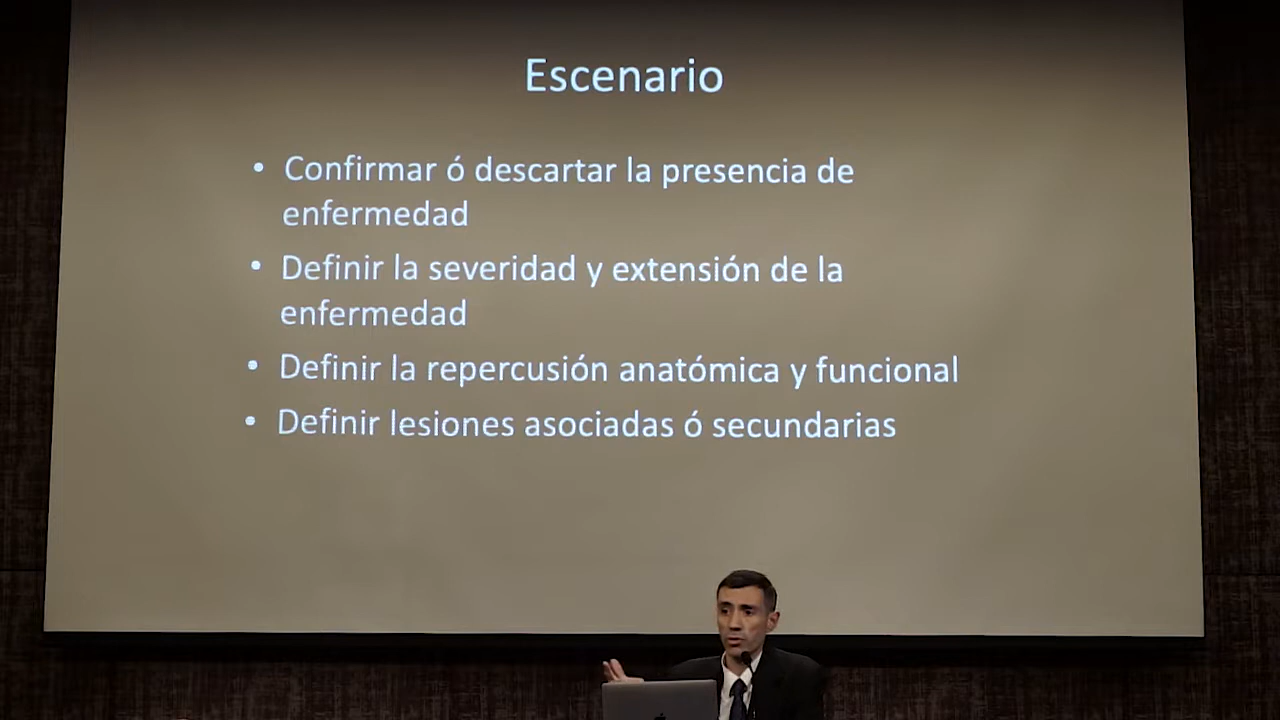 Escenario
• Confirmar ó descartar la presencia de
enfermedad
• Definir la severidad y extensión de la
enfermedad
• Definir la repercusión anatómica y funcional
• Definir lesiones asociadas ó secundarias